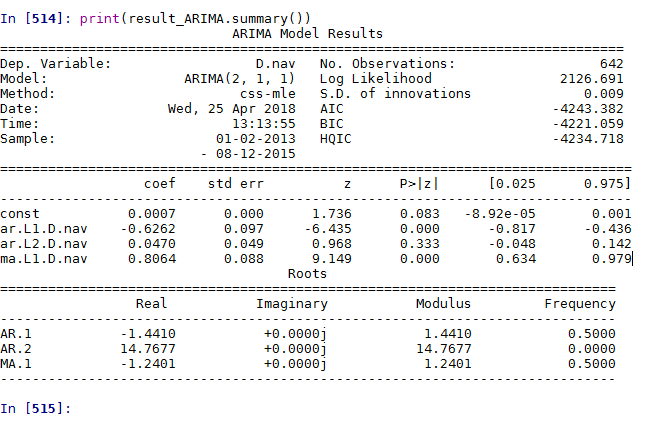 In [514]: print(result_ARIMA.summary())
                             ARIMA Model Results
==============================================================================
Dep. Variable:                  D.nav   No. Observations:                  642
Model:                 ARIMA(2, 1, 1)   Log Likelihood                2126.691
Method:                       css-mle   S.D. of innovations              0.009
Date:                Wed, 25 Apr 2018   AIC                          -4243.382
Time:                        13:13:55   BIC                          -4221.059
Sample:                    01-02-2013   HQIC                         -4234.718
                         - 08-12-2015
===============================================================================
                  coef    std err          z      P>|z|      [0.025      0.975]
-------------------------------------------------------------------------------
const           0.0007      0.000      1.736      0.083   -8.92e-05       0.001
ar.L1.D.nav    -0.6262      0.097     -6.435      0.000      -0.817      -0.436
ar.L2.D.nav     0.0470      0.049      0.968      0.333      -0.048       0.142
ma.L1.D.nav     0.8064      0.088      9.149      0.000       0.634       0.979
                                    Roots
=============================================================================
                 Real           Imaginary           Modulus         Frequency
-----------------------------------------------------------------------------
AR.1           -1.4410            +0.0000j            1.4410            0.5000
AR.2           14.7677            +0.0000j           14.7677            0.0000
MA.1           -1.2401            +0.0000j            1.2401            0.5000
-----------------------------------------------------------------------------
In [515]: